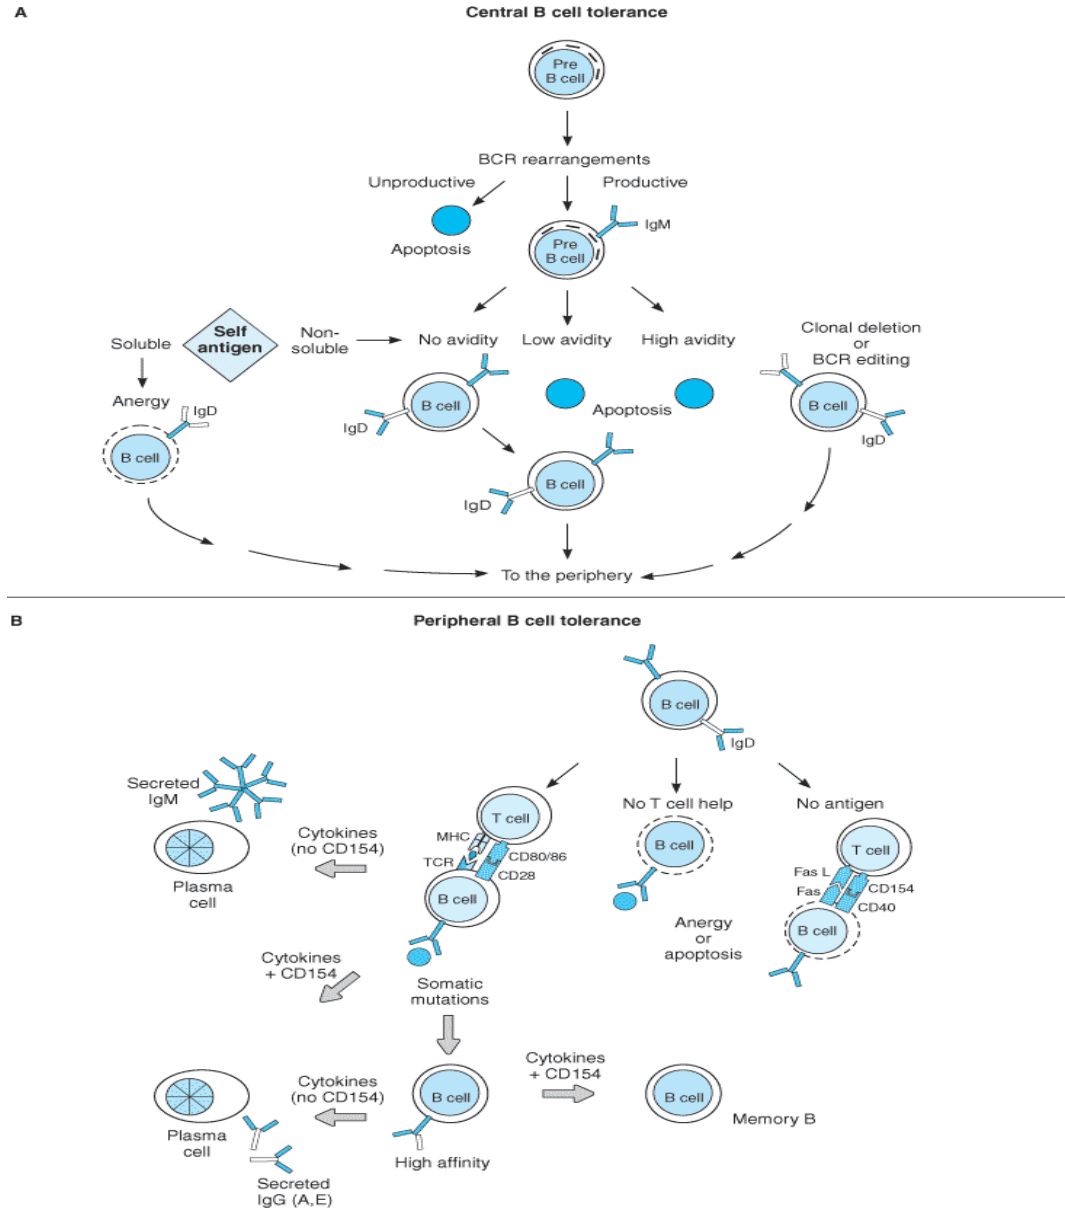 A
Central B cell tolerance
Pre
B cell
BCR rearrangements
Unproductive
Productive
IgM
Apoptosis
Pre
B cell
Self
antigen
Soluble
Non-
soluble
No avidity
Low avidity
High avidity
Clonal deletion
or
BCR editing
Anergy
IgD
B cell
B cell
IgD
Apoptosis
B cell
IgD
B cell
IgD
To the periphery
B
Peripheral B cell tolerance
B cell
IgD
Secreted
IgM
Plasma
cell
Cytokines
(no CD154)
T cell
MHC
TCR
CD80/86
CD28
B cell
No T cell help
B cell
Anergy
or
apoptosis
No antigen
T cell
Fas L
Fas
CD154
CD40
B cell
Cytokines
+ CD154
Somatic
mutations
Plasma
cell
Secreted
IgG (A,E)
Cytokines
(no CD154)
B cell
High affinity
Cytokines
+ CD154
B cell
Memory B